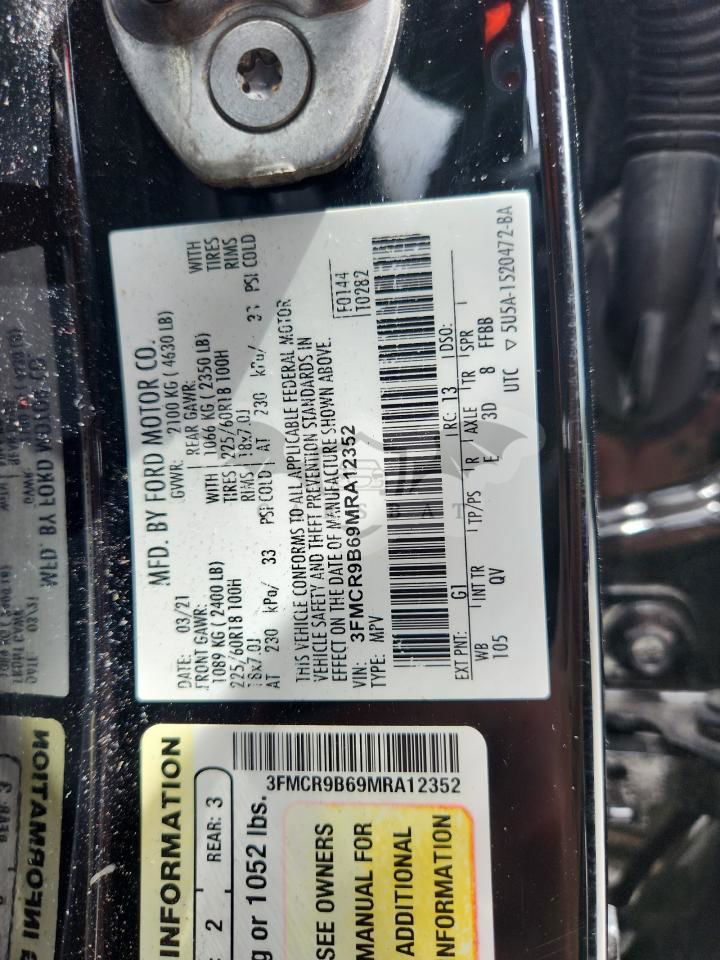 MFD. BY FORD MOTOR CO.
DATE: 03/21 GVWR: 2100 KG ( 4630 LB)
FRONT GAWR: REAR GAWR:
1089 KG ( 2400 LB) WITH 1066 KG ( 2350 LB) WITH
225/60R18 100H TIRES 225/60R18 100H TIRES
18x7.0J RIMS 18x7.0J RIMS
AT 230 kPa/ 33 PSI COLD AT 230 kPa/ 33 PSI COLD
THIS VEHICLE CONFORMS TO ALL APPLICABLE FEDERAL MOTOR
VEHICLE SAFETY AND THEFT PREVENTION STANDARDS IN
EFFECT ON THE DATE OF MANUFACTURE SHOWN ABOVE.
VIN: 3FMCR9B69MRA12352 F0144
TYPE: MPV T0282
EXT PNT: G1 RC: 13 DSO:
WB INT TR TP/PS R AXLE TR SPR
105 QV E 3D 8 FFBB
UTC ▽ 5U5A-1520472-BA
3FMCR9B69MRA12352
INFORMATION
2 REAR: 3
g or 1052 lbs.
SEE OWNERS
MANUAL FOR
ADDITIONAL
INFORMATION